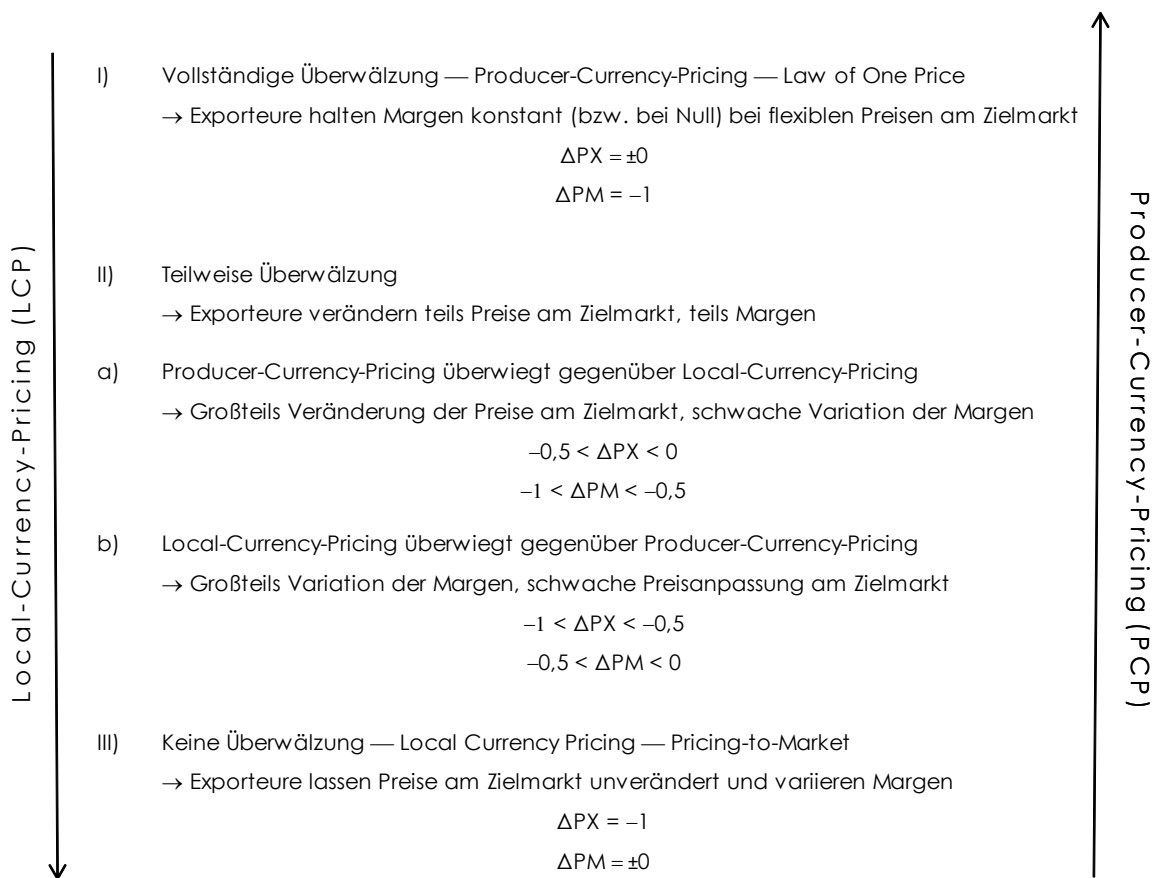 Local-Currency-Pricing (LCP)
I) Vollständige Überwälzung — Producer-Currency-Pricing — Law of One Price
→ Exporteure halten Margen konstant (bzw. bei Null) bei flexiblen Preisen am Zielmarkt
ΔPX = ±0
ΔPM = −1
II) Teilweise Überwälzung
→ Exporteure verändern teils Preise am Zielmarkt, teils Margen
a) Producer-Currency-Pricing überwiegt gegenüber Local-Currency-Pricing
→ Großteils Veränderung der Preise am Zielmarkt, schwache Variation der Margen
−0,5 < ΔPX < 0
−1 < ΔPM < −0,5
b) Local-Currency-Pricing überwiegt gegenüber Producer-Currency-Pricing
→ Großteils Variation der Margen, schwache Preisanpassung am Zielmarkt
−1 < ΔPX < −0,5
−0,5 < ΔPM < 0
III) Keine Überwälzung — Local Currency Pricing — Pricing-to-Market
→ Exporteure lassen Preise am Zielmarkt unverändert und variieren Margen
ΔPX = −1
ΔPM = ±0
Producer-Currency-Pricing (PCP)